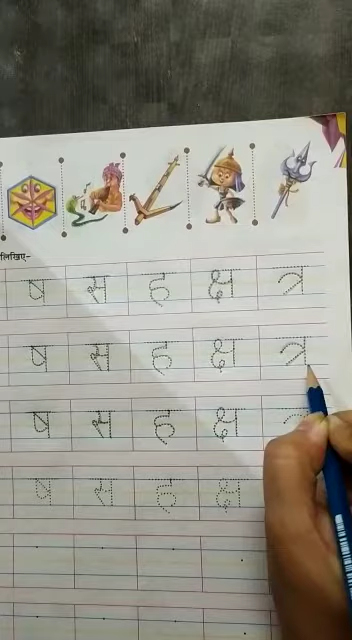 लिखिए-
ष स ह क्ष त्र
ष स ह क्ष त्र
ष स ह क्ष
ष स ह क्ष